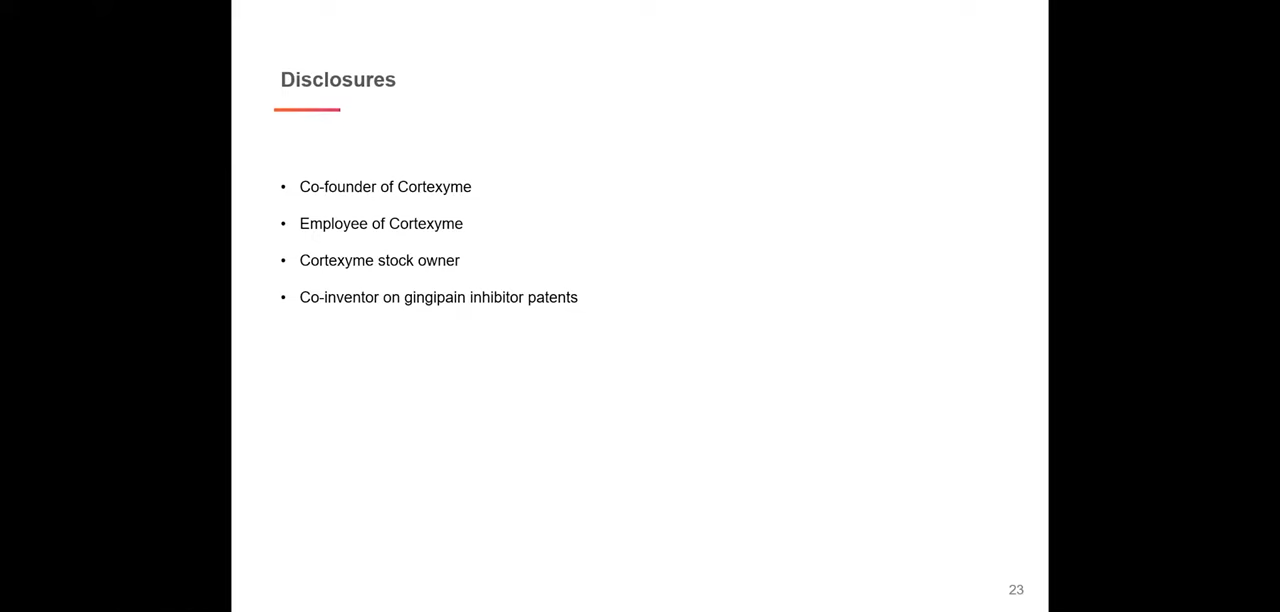 Disclosures
• Co-founder of Cortexyme
• Employee of Cortexyme
• Cortexyme stock owner
• Co-inventor on gingipain inhibitor patents
23